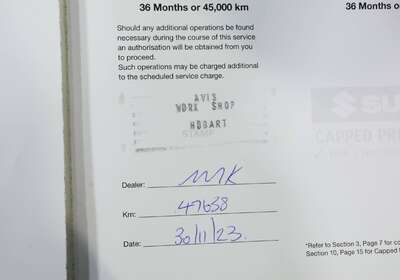 36 Months or 45,000 km
36 Months o
Should any additional operations be found
necessary during the course of this service
an authorisation will be obtained from you
to proceed.
Such operations may be charged additional
to the scheduled service charge.
AVIS
WORK SHOP
HOBART
STAMP
SU
CAPPED PR
Dealer:
Km: 47638
Date: 30/11/23.
*Refer to Section 3, Page 7 for co
Section 10, Page 15 for Capped